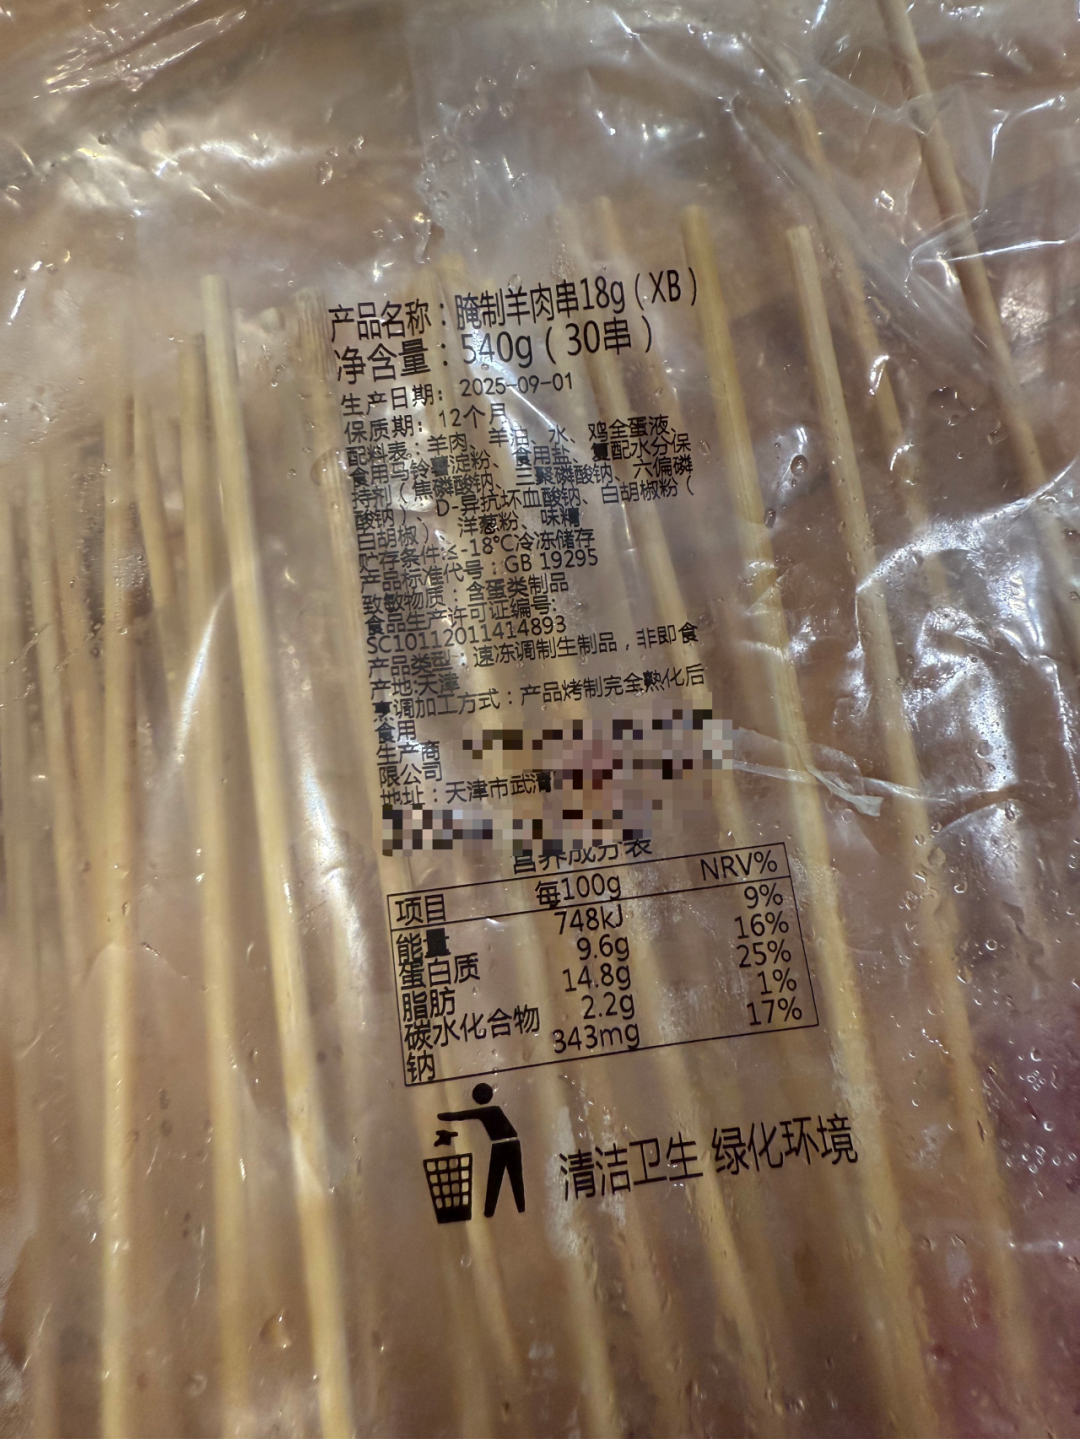 产品名称：腌制羊肉串18g（XB）
净含量：540g（30串）
生产日期：2025-09-01
保质期：12个月
配料表：羊肉、羊油、水、鸡全蛋液、
食用马铃薯淀粉、食用盐、复配水分保
持剂（焦磷酸钠、三聚磷酸钠、六偏磷
酸钠）、D-异抗坏血酸钠、白胡椒粉（
白胡椒）、洋葱粉、味精
贮存条件:≤-18°C冷冻储存
产品标准代号：GB 19295
致敏物质：含蛋类制品
食品生产许可证编号:
SC10112011414893
产品类型：速冻调制生制品，非即食
产地:天津
烹调加工方式：产品烤制完全熟化后
食用
生产商
限公司
地址：天津市武清
营养成分表
项目 每100g NRV%
能量 748kJ 9%
蛋白质 9.6g 16%
脂肪 14.8g 25%
碳水化合物 2.2g 1%
钠 343mg 17%
清洁卫生 绿化环境